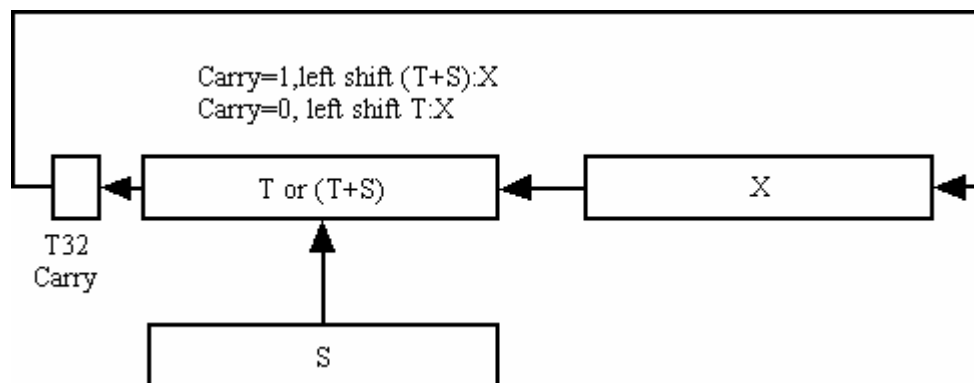 Carry=1,left shift (T+S):X
Carry=0, left shift T:X
T or (T+S)
X
T32
Carry
S